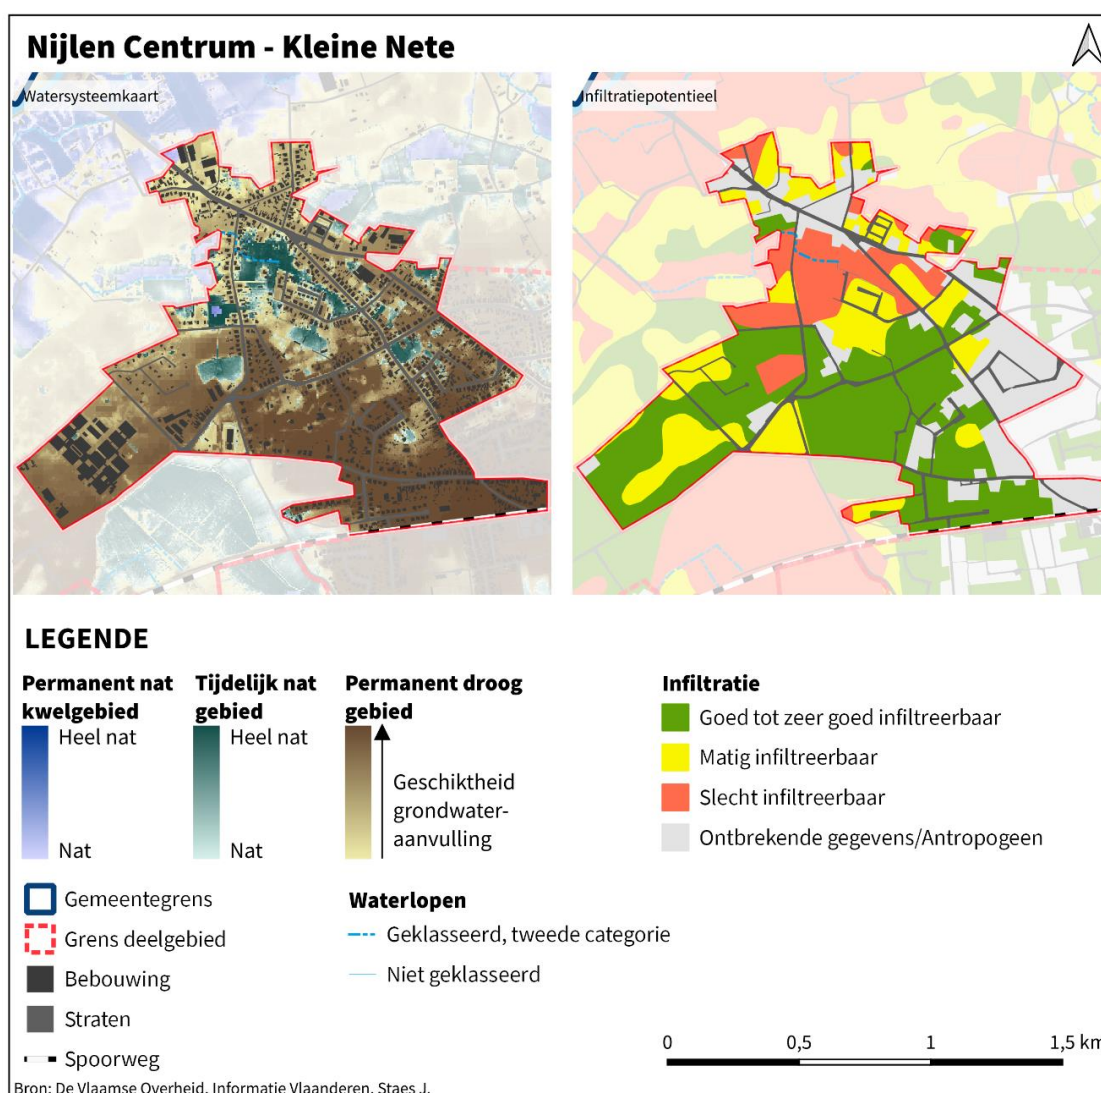 Nijlen Centrum - Kleine Nete
Watersysteemkaart
Infiltratiepotentieel
LEGENDE
Permanent nat
kwelgebied
Heel nat
Nat
Tijdelijk nat
gebied
Heel nat
Nat
Permanent droog
gebied
Geschiktheid
grondwater-
aanvulling
Infiltratie
Goed tot zeer goed infiltreerbaar
Matig infiltreerbaar
Slecht infiltreerbaar
Ontbrekende gegevens/Antropogeen
Gemeentegrens
Grens deelgebied
Bebouwing
Straten
Spoorweg
Waterlopen
Geklasseerd, tweede categorie
Niet geklasseerd
0 0,5 1 1,5 km
Bron: De Vlaamse Overheid, Informatie Vlaanderen, Staes J.